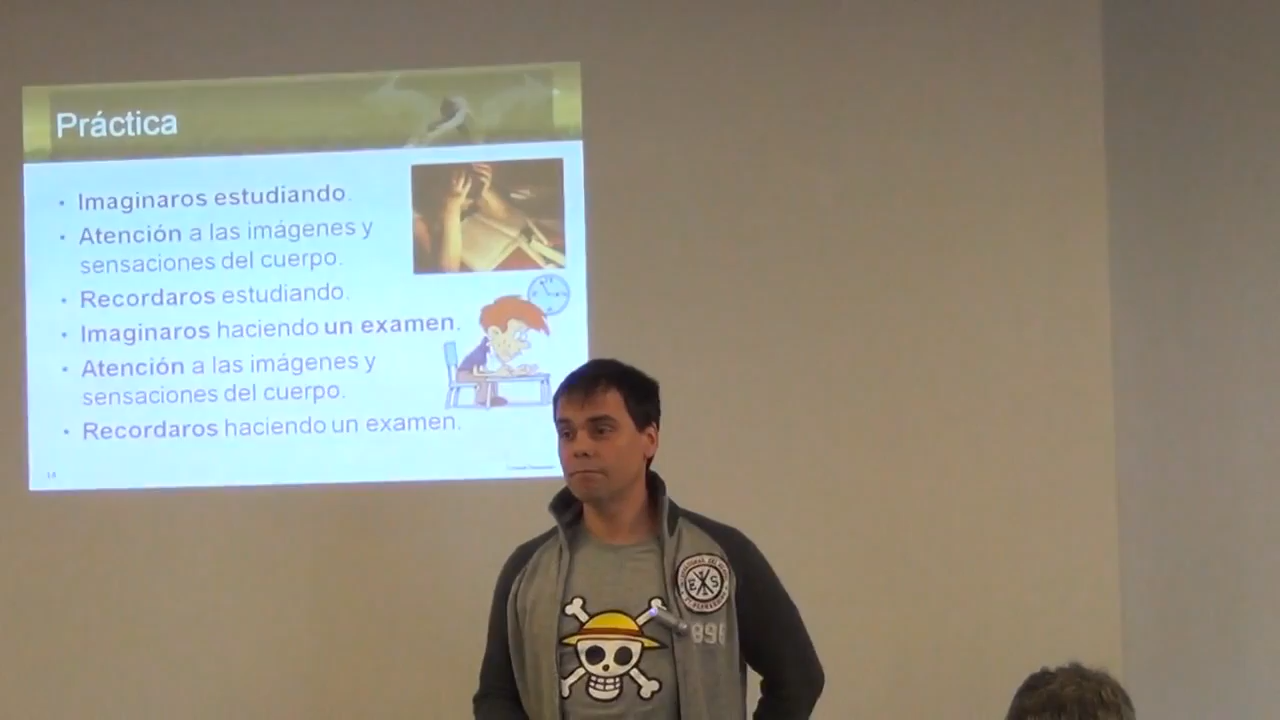 Práctica
• Imaginaros estudiando.
• Atención a las imágenes y
sensaciones del cuerpo.
• Recordaros estudiando.
• Imaginaros haciendo un examen.
• Atención a las imágenes y
sensaciones del cuerpo.
• Recordaros haciendo un examen.